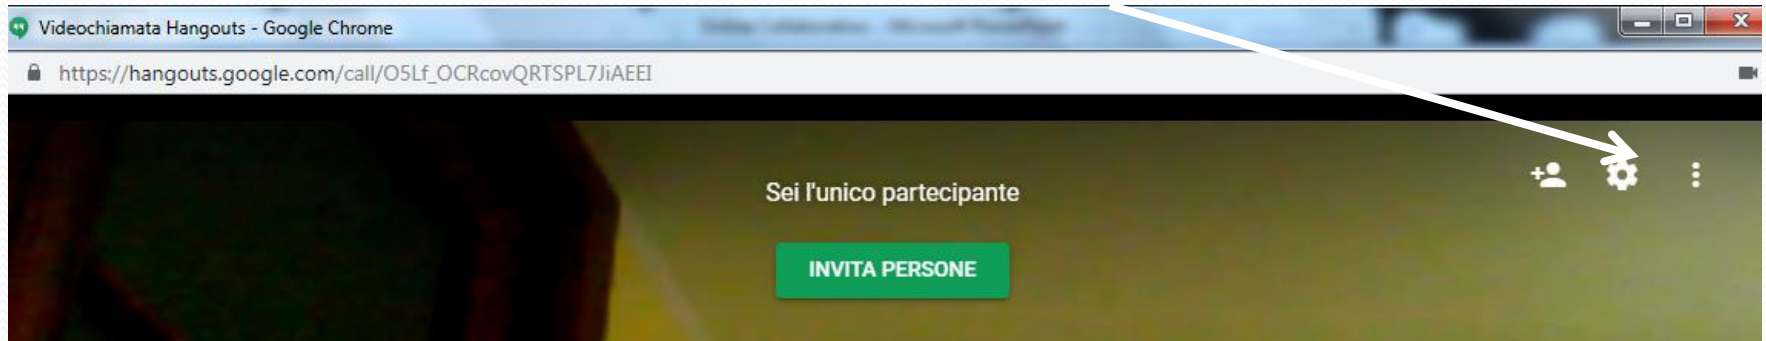 Videochiamata Hangouts - Google Chrome
https://hangouts.google.com/call/O5Lf_OCRcovQRTSPL7JiAEEI
Sei l'unico partecipante
INVITA PERSONE